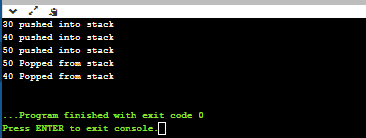 30 pushed into stack
40 pushed into stack
50 pushed into stack
50 Popped from stack
40 Popped from stack
...Program finished with exit code 0
Press ENTER to exit console.